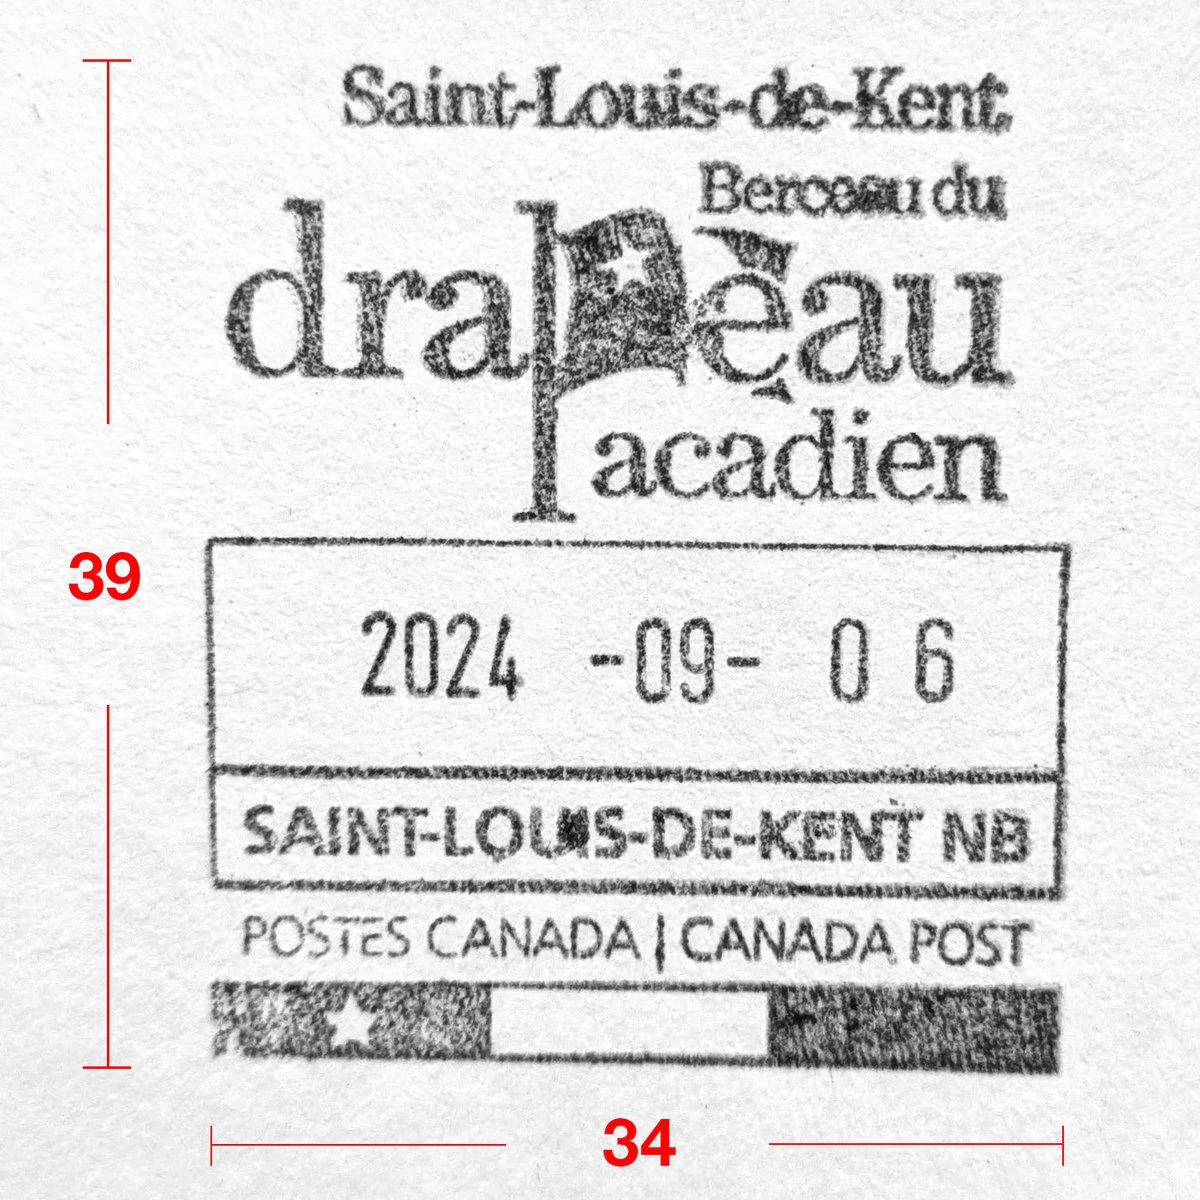 Saint-Louis-de-Kent
Berceau du
drapeau
acadien
2024 -09- 0 6
SAINT-LOUIS-DE-KENT NB
POSTES CANADA | CANADA POST
39
34